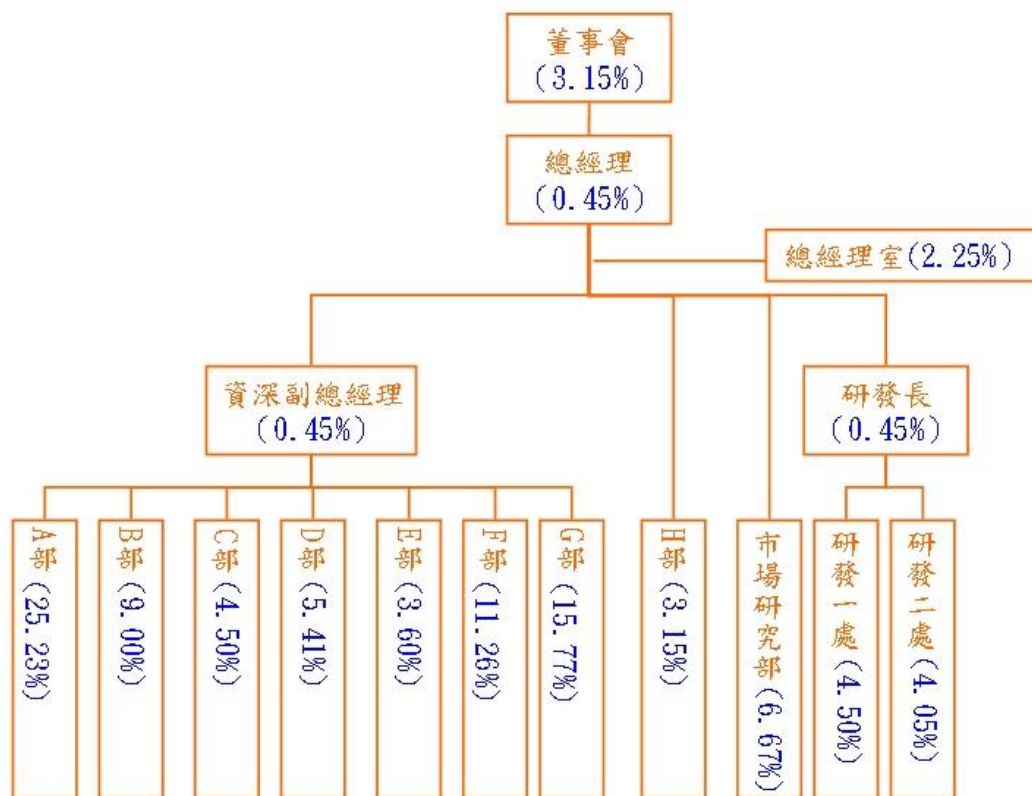 董事會
(3.15%)
總經理
(0.45%)
總經理室(2.25%)
資深副總經理
(0.45%)
研發長
(0.45%)
A部(25.23%)
B部(9.00%)
C部(4.50%)
D部(5.41%)
E部(3.60%)
F部(11.26%)
G部(15.77%)
H部(3.15%)
市場研究部(6.67%)
研發一處(4.50%)
研發二處(4.05%)